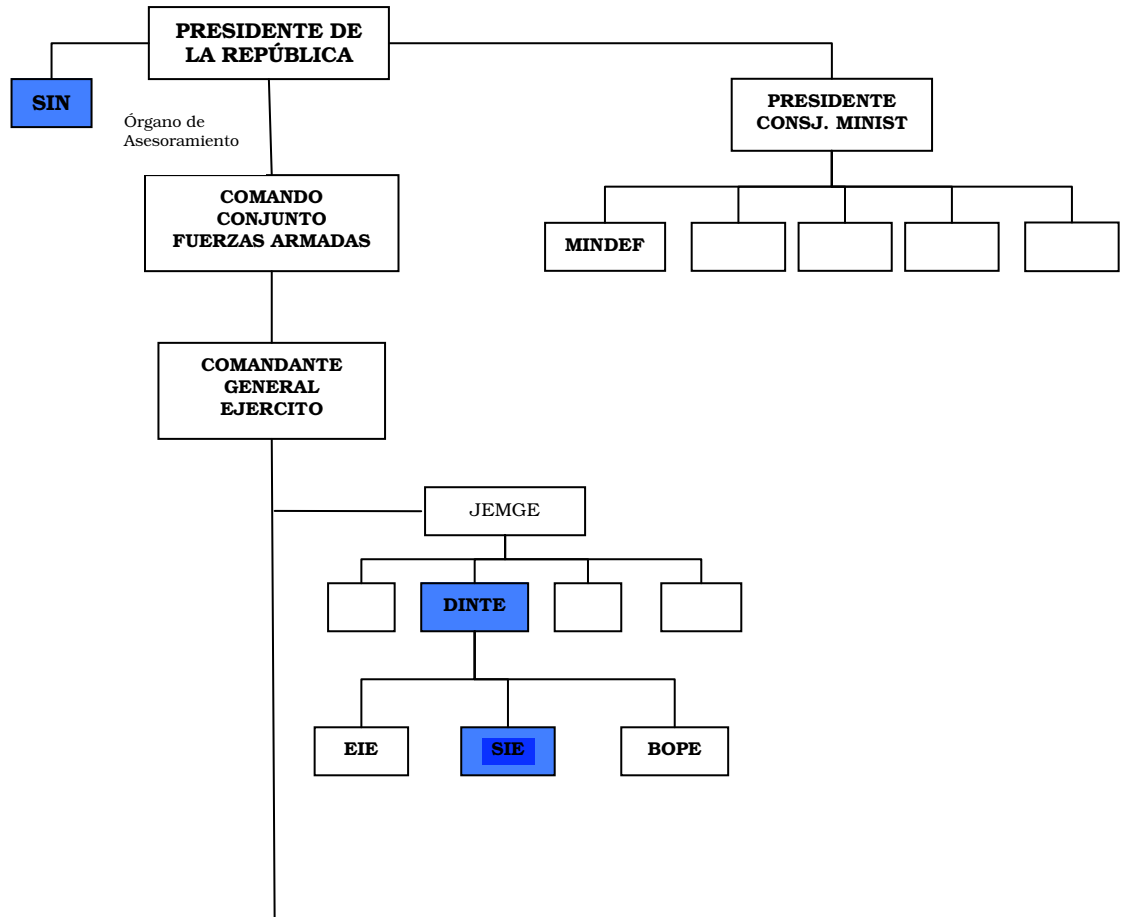 PRESIDENTE DE
LA REPÚBLICA
SIN
Órgano de
Asesoramiento
PRESIDENTE
CONSJ. MINIST
COMANDO
CONJUNTO
FUERZAS ARMADAS
MINDEF
COMANDANTE
GENERAL
EJERCITO
JEMGE
DINTE
EIE
SIE
BOPE